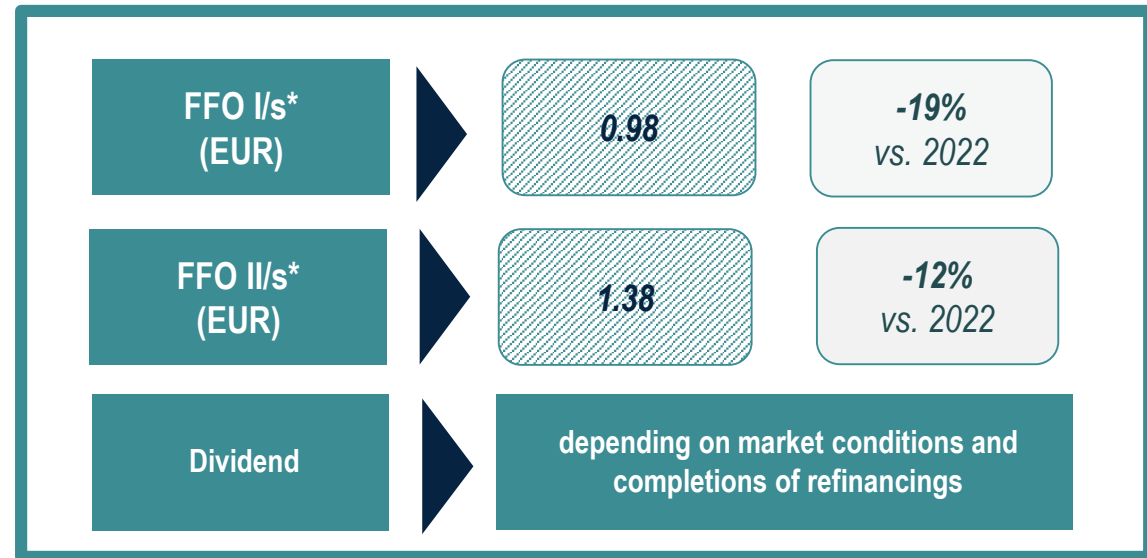 FFO I/s*
(EUR)
0.98
-19%
vs. 2022
FFO II/s*
(EUR)
1.38
-12%
vs. 2022
Dividend
depending on market conditions and
completions of refinancings